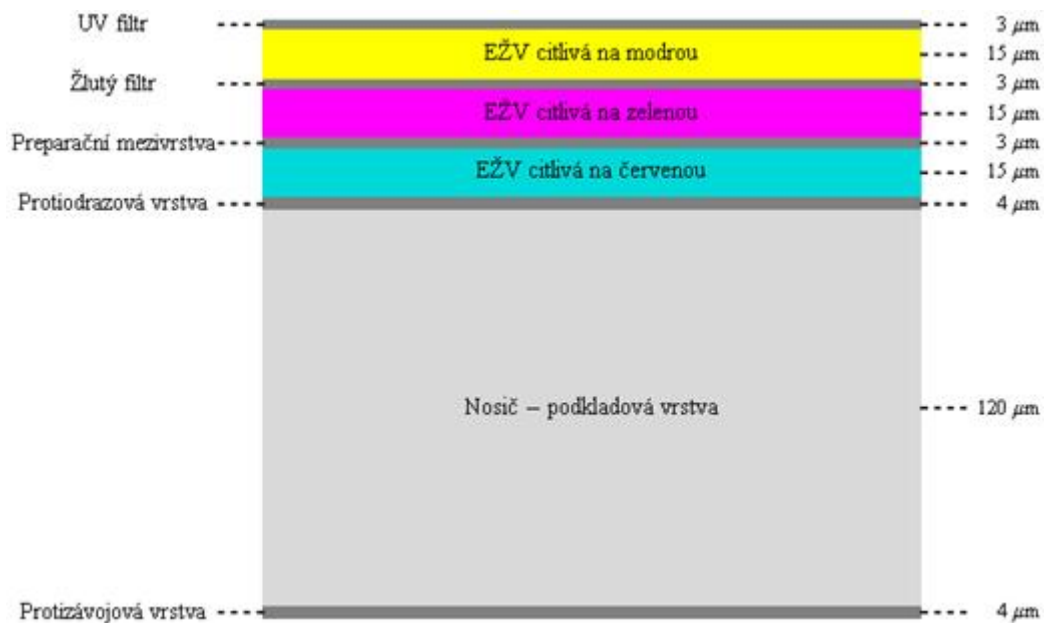 UV filtr
3 μm
EŽV citlivá na modrou
15 μm
Žlutý filtr
3 μm
EŽV citlivá na zelenou
15 μm
Preparační mezivrstva
3 μm
EŽV citlivá na červenou
15 μm
Protiodrazová vrstva
4 μm
Nosič – podkladová vrstva
120 μm
Protizávojová vrstva
4 μm